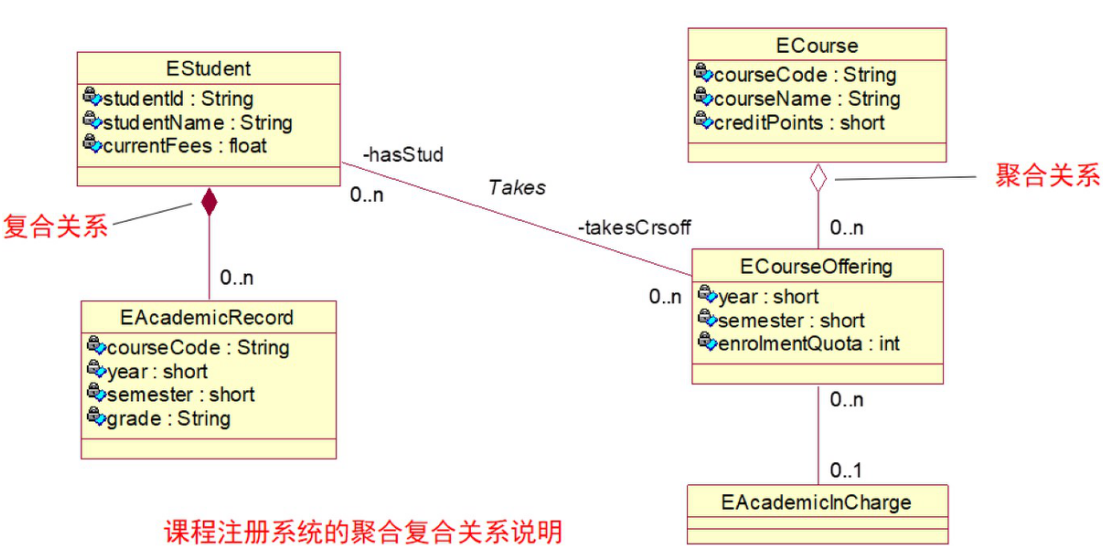 EStudent
studentId : String
studentName : String
currentFees : float
复合关系
0..n
EAcademicRecord
courseCode : String
year : short
semester : short
grade : String
-hasStud
0..n
Takes
-takesCrsoff
0..n
ECourse
courseCode : String
courseName : String
creditPoints : short
聚合关系
0..n
ECourseOffering
year : short
semester : short
enrolmentQuota : int
0..n
0..1
EAcademicInCharge
课程注册系统的聚合复合关系说明